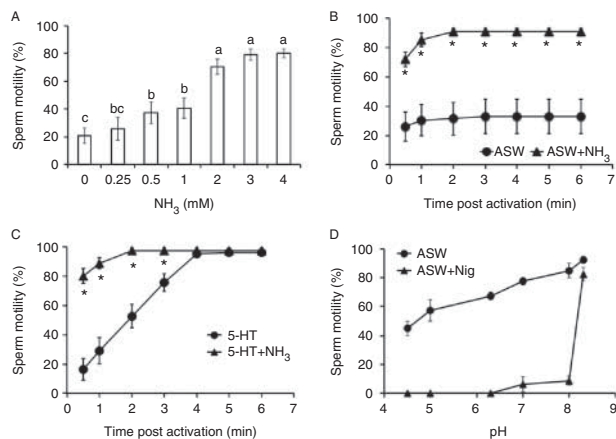 A
100
80
60
40
20
0
Sperm motility (%)
c
bc
b
b
a
a
a
0 0.25 0.5 1 2 3 4
NH3 (mM)
B
100
80
60
40
20
0
Sperm motility (%)
* * * * * * *
ASW ASW+NH3
0 1 2 3 4 5 6 7
Time post activation (min)
C
100
80
60
40
20
0
Sperm motility (%)
* * * *
5-HT
5-HT+NH3
0 1 2 3 4 5 6 7
Time post activation (min)
D
100
80
60
40
20
0
Sperm motility (%)
ASW
ASW+Nig
4 5 6 7 8 9
pH